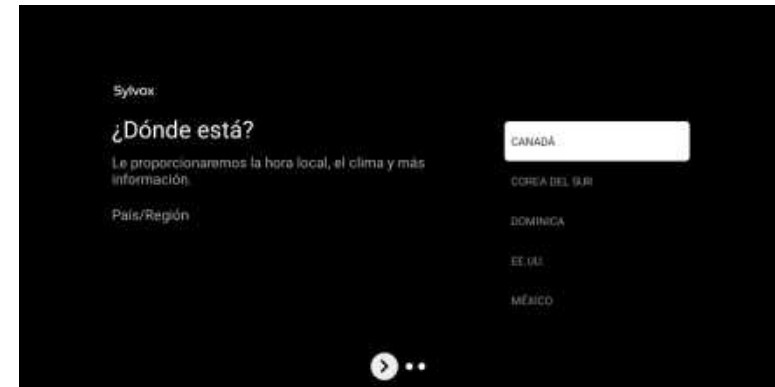 Sylvox
¿Dónde está?
Le proporcionaremos la hora local, el clima y más
información.
País/Región
CANADÁ
COREA DEL SUR
DOMINICA
EE.UU.
MÉXICO